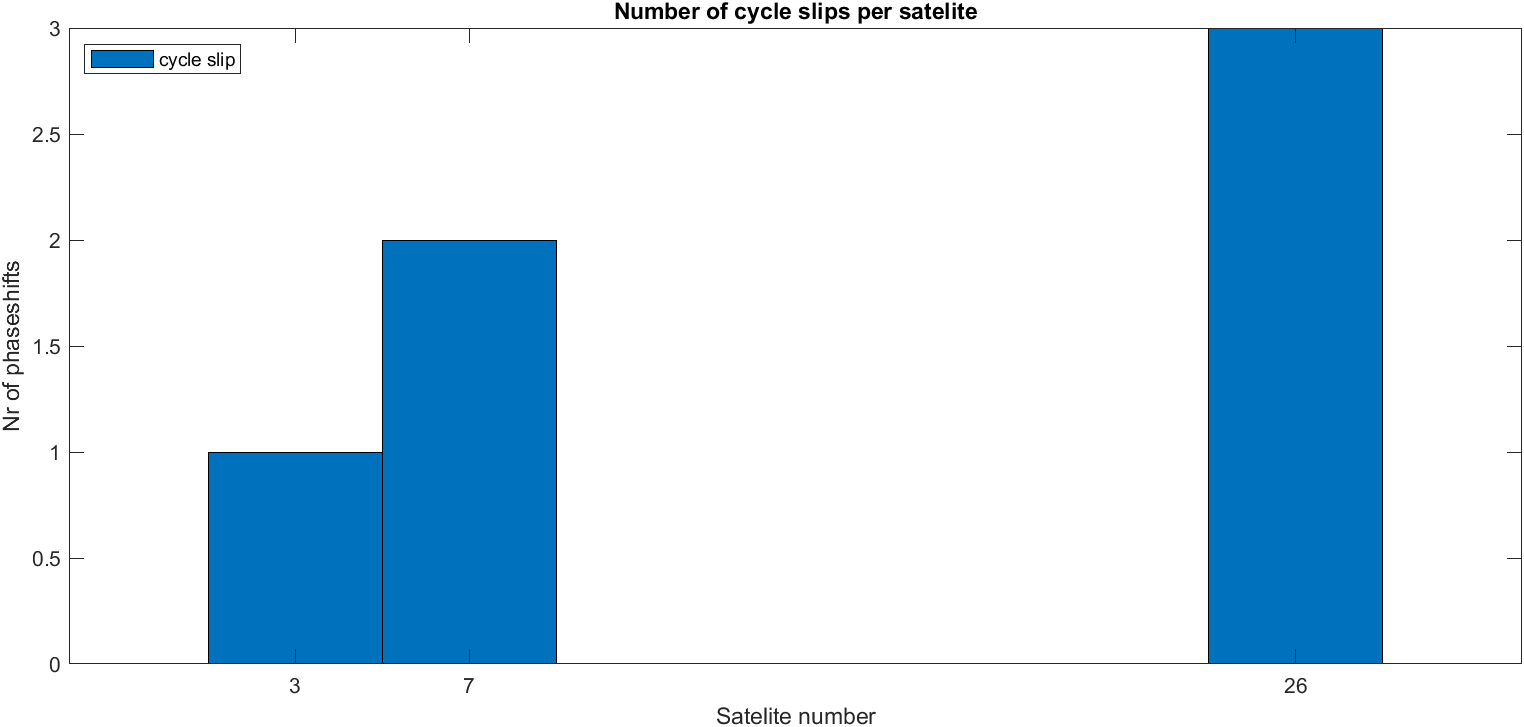 Number of cycle slips per satelite
cycle slip
3
2.5
2
1.5
1
0.5
0
Nr of phaseshifts
3
7
26
Satelite number